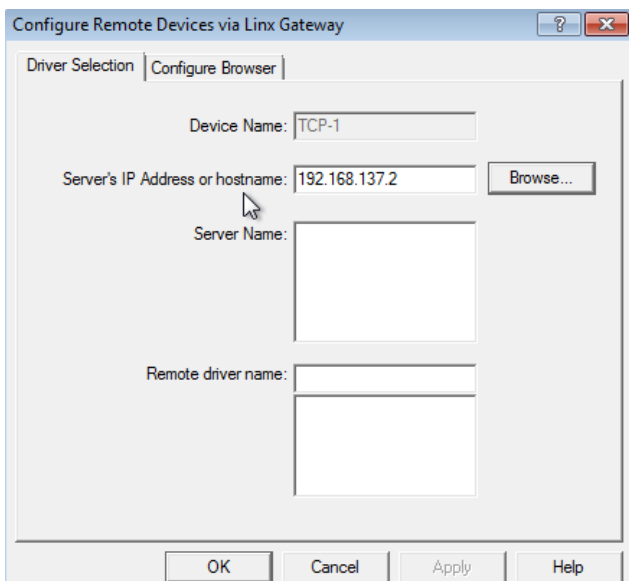 Configure Remote Devices via Linx Gateway
Driver Selection Configure Browser
Device Name: TCP-1
Server's IP Address or hostname: 192.168.137.2 Browse...
Server Name:
Remote driver name:
OK Cancel Apply Help